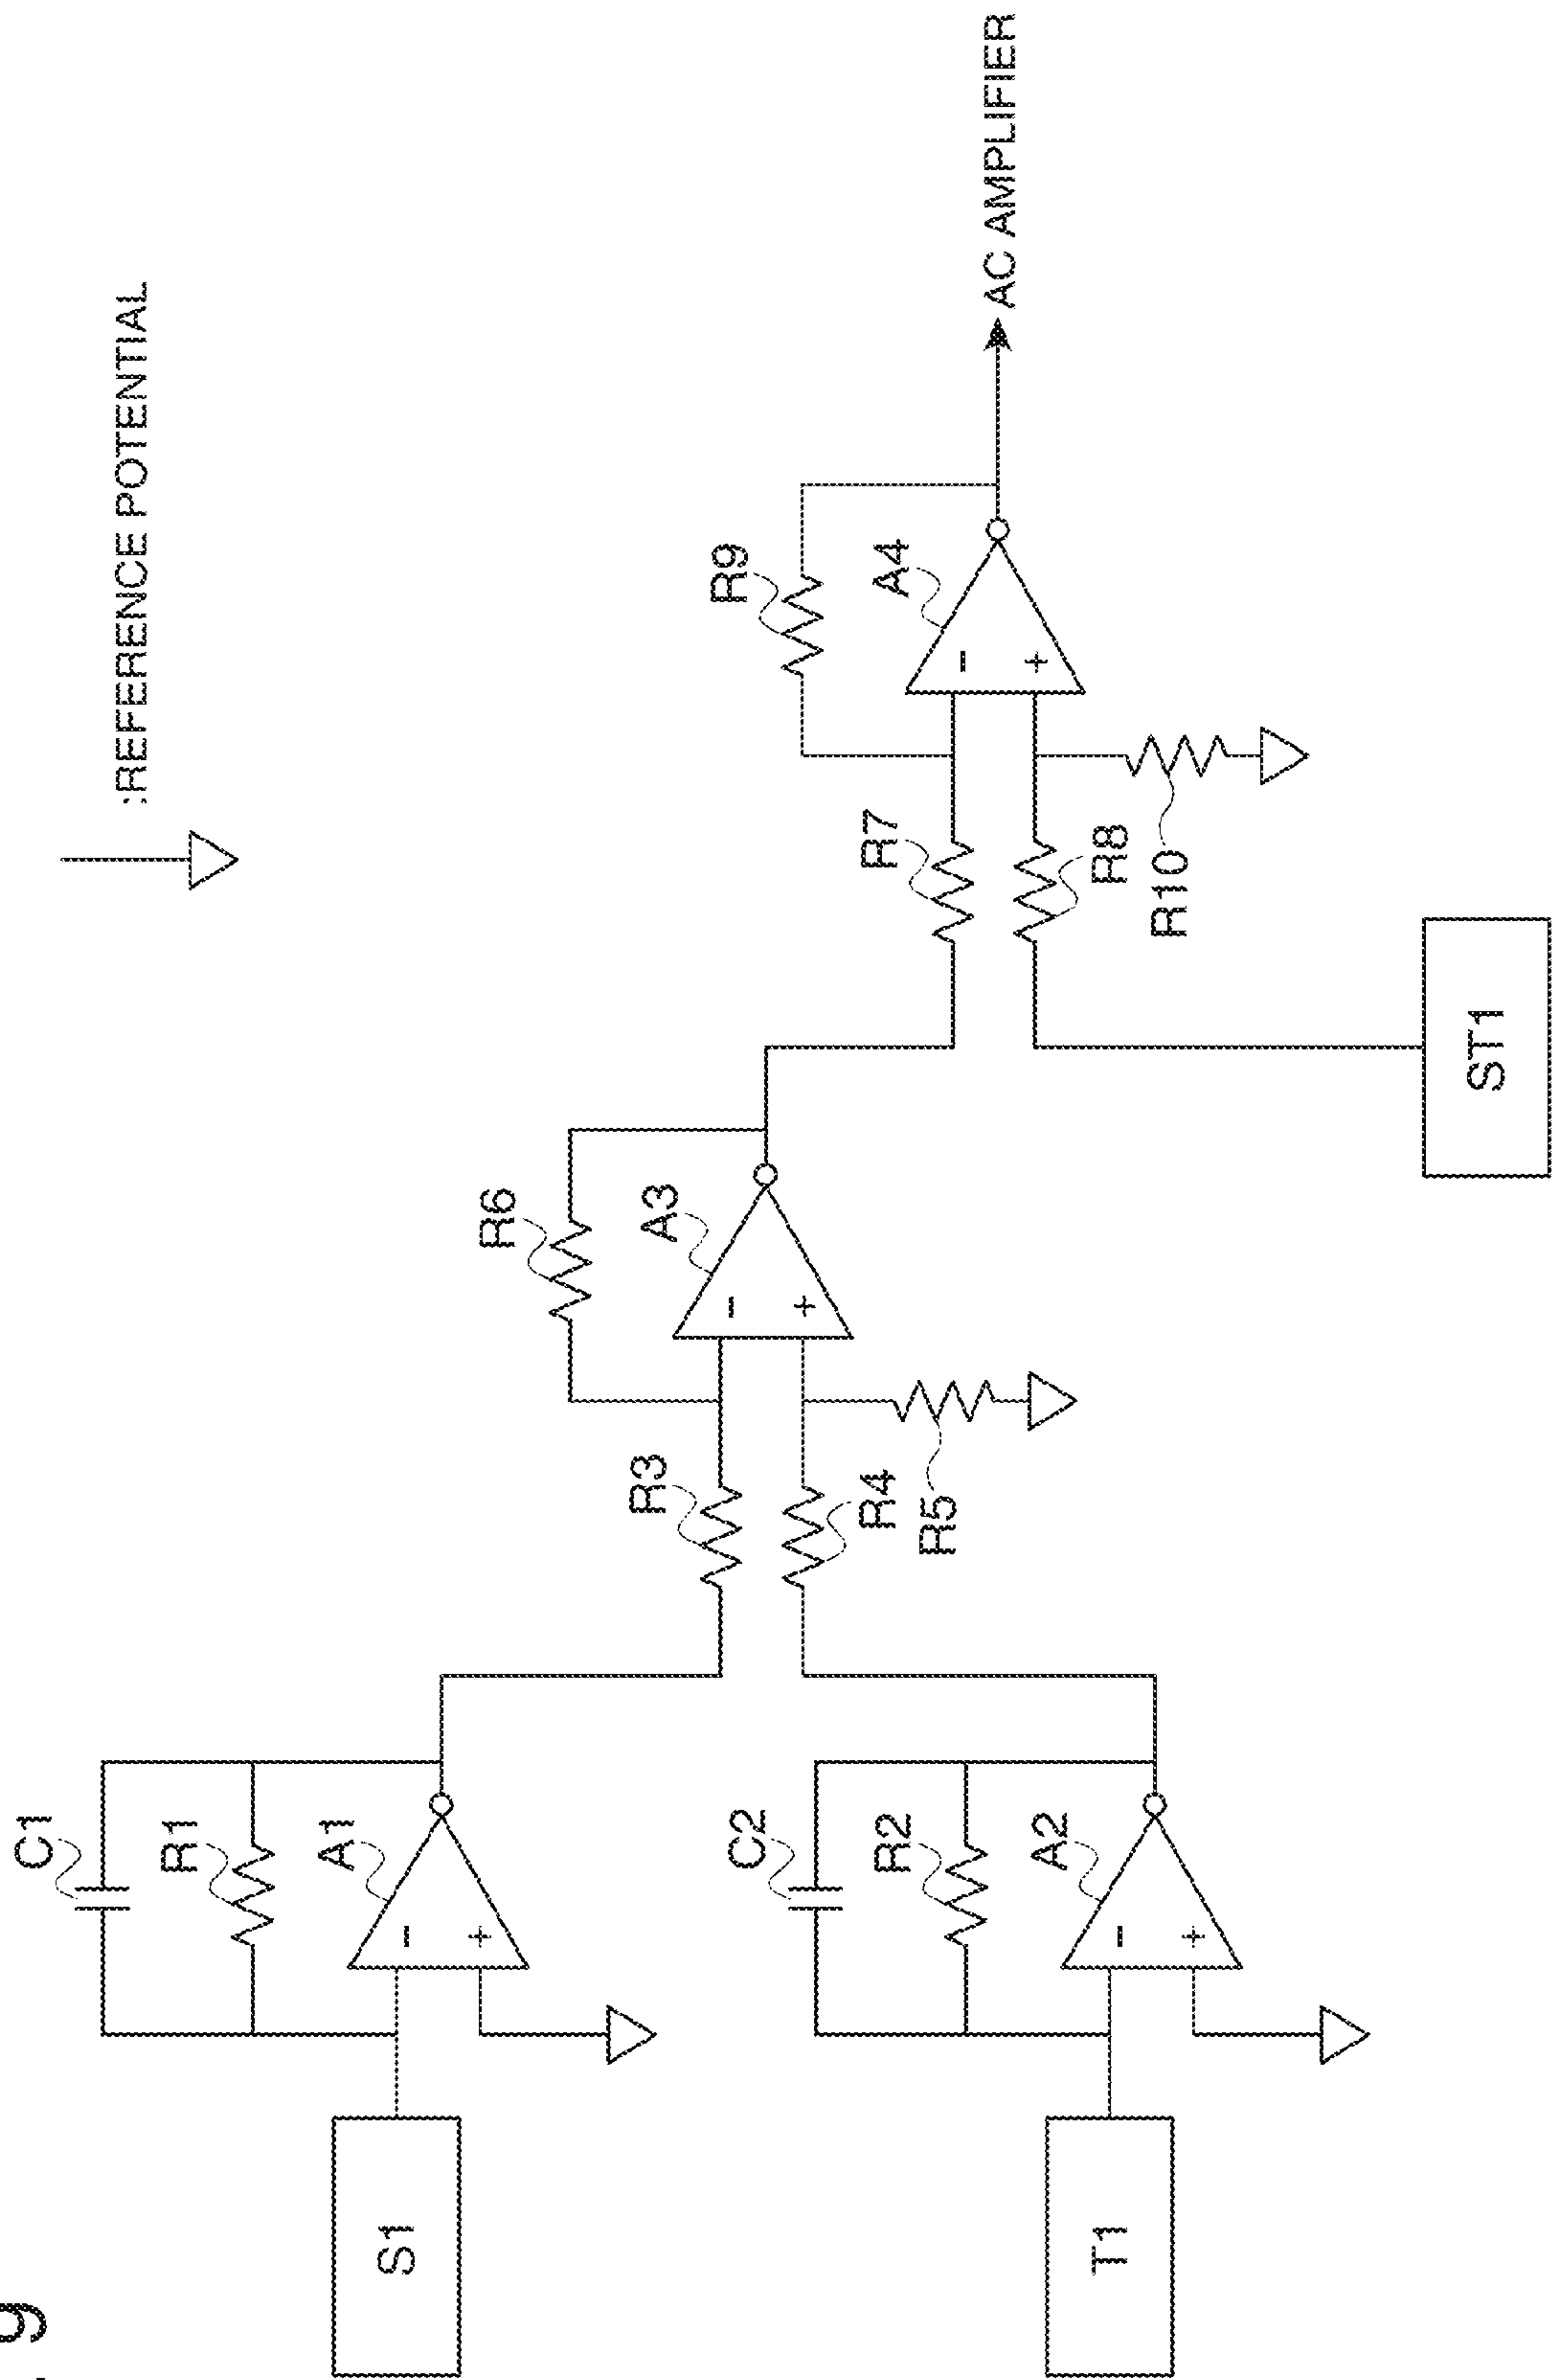 :REFERENCE POTENTIAL
C1
R1
A1
-
+
S1
C2
R2
A2
-
+
T1
R3
R4
R5
R6
A3
-
+
R7
R8
R10
R9
A4
-
+
ST1
AC AMPLIFIER